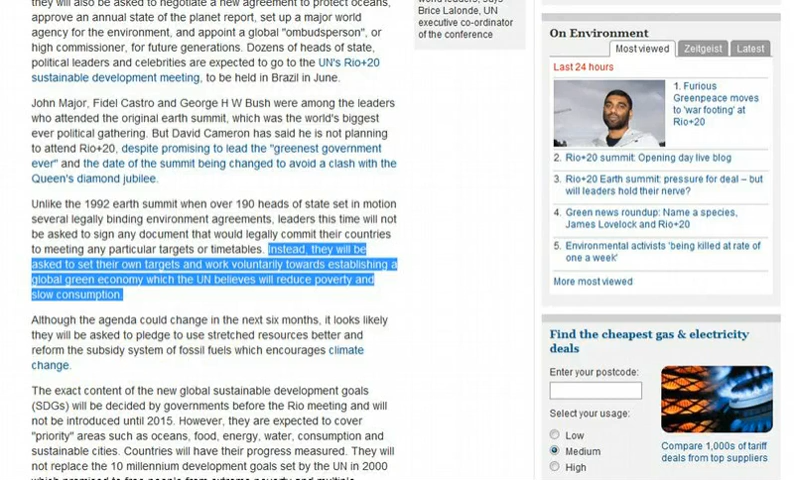 they will also be asked to negotiate a new agreement to protect oceans,
approve an annual state of the planet report, set up a major world
agency for the environment, and appoint a global "ombudsperson", or
high commissioner, for future generations. Dozens of heads of state,
political leaders and celebrities are expected to go to the UN's Rio+20
sustainable development meeting, to be held in Brazil in June.
John Major, Fidel Castro and George H W Bush were among the leaders
who attended the original earth summit, which was the world's biggest
ever political gathering. But David Cameron has said he is not planning
to attend Rio+20, despite promising to lead the "greenest government
ever" and the date of the summit being changed to avoid a clash with the
Queen's diamond jubilee.
Unlike the 1992 earth summit when over 190 heads of state set in motion
several legally binding environment agreements, leaders this time will not
be asked to sign any document that would legally commit their countries
to meeting any particular targets or timetables. Instead, they will be
asked to set their own targets and work voluntarily towards establishing a
global green economy which the UN believes will reduce poverty and
slow consumption.
Although the agenda could change in the next six months, it looks likely
they will be asked to pledge to use stretched resources better and
reform the subsidy system of fossil fuels which encourages climate
change.
The exact content of the new global sustainable development goals
(SDGs) will be decided by governments before the Rio meeting and will
not be introduced until 2015. However, they are expected to cover
"priority" areas such as oceans, food, energy, water, consumption and
sustainable cities. Countries will have their progress measured. They will
not replace the 10 millennium development goals set by the UN in 2000
which promised to free people from extreme poverty and multiple
world leaders, says
Brice Lalonde, UN
executive co-ordinator
of the conference
On Environment
Most viewed Zeitgeist Latest
Last 24 hours
1. Furious
Greenpeace moves
to 'war footing' at
Rio+20
2. Rio+20 summit: Opening day live blog
3. Rio+20 Earth summit: pressure for deal – but
will leaders hold their nerve?
4. Green news roundup: Name a species,
James Lovelock and Rio+20
5. Environmental activists 'being killed at rate of
one a week'
More most viewed
Find the cheapest gas & electricity
deals
Enter your postcode:
Select your usage:
Low
Medium
High
Compare 1,000s of tariff
deals from top suppliers